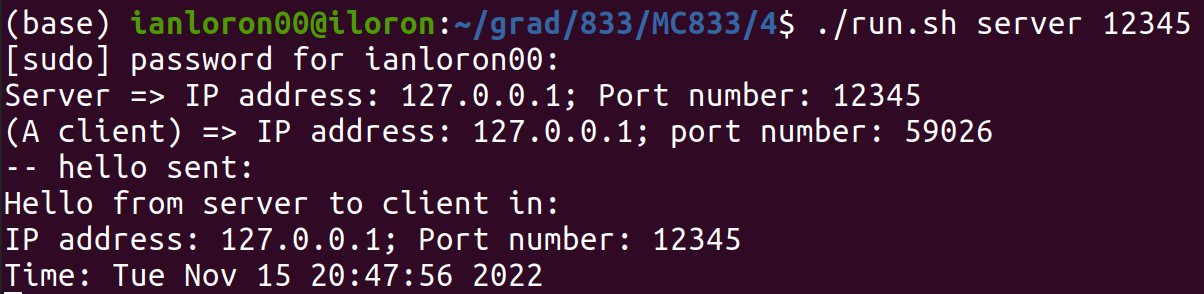 (base) ianloron00@iloron:~/grad/833/MC833/4$ ./run.sh server 12345
[sudo] password for ianloron00:
Server => IP address: 127.0.0.1; Port number: 12345
(A client) => IP address: 127.0.0.1; port number: 59026
-- hello sent:
Hello from server to client in:
IP address: 127.0.0.1; Port number: 12345
Time: Tue Nov 15 20:47:56 2022